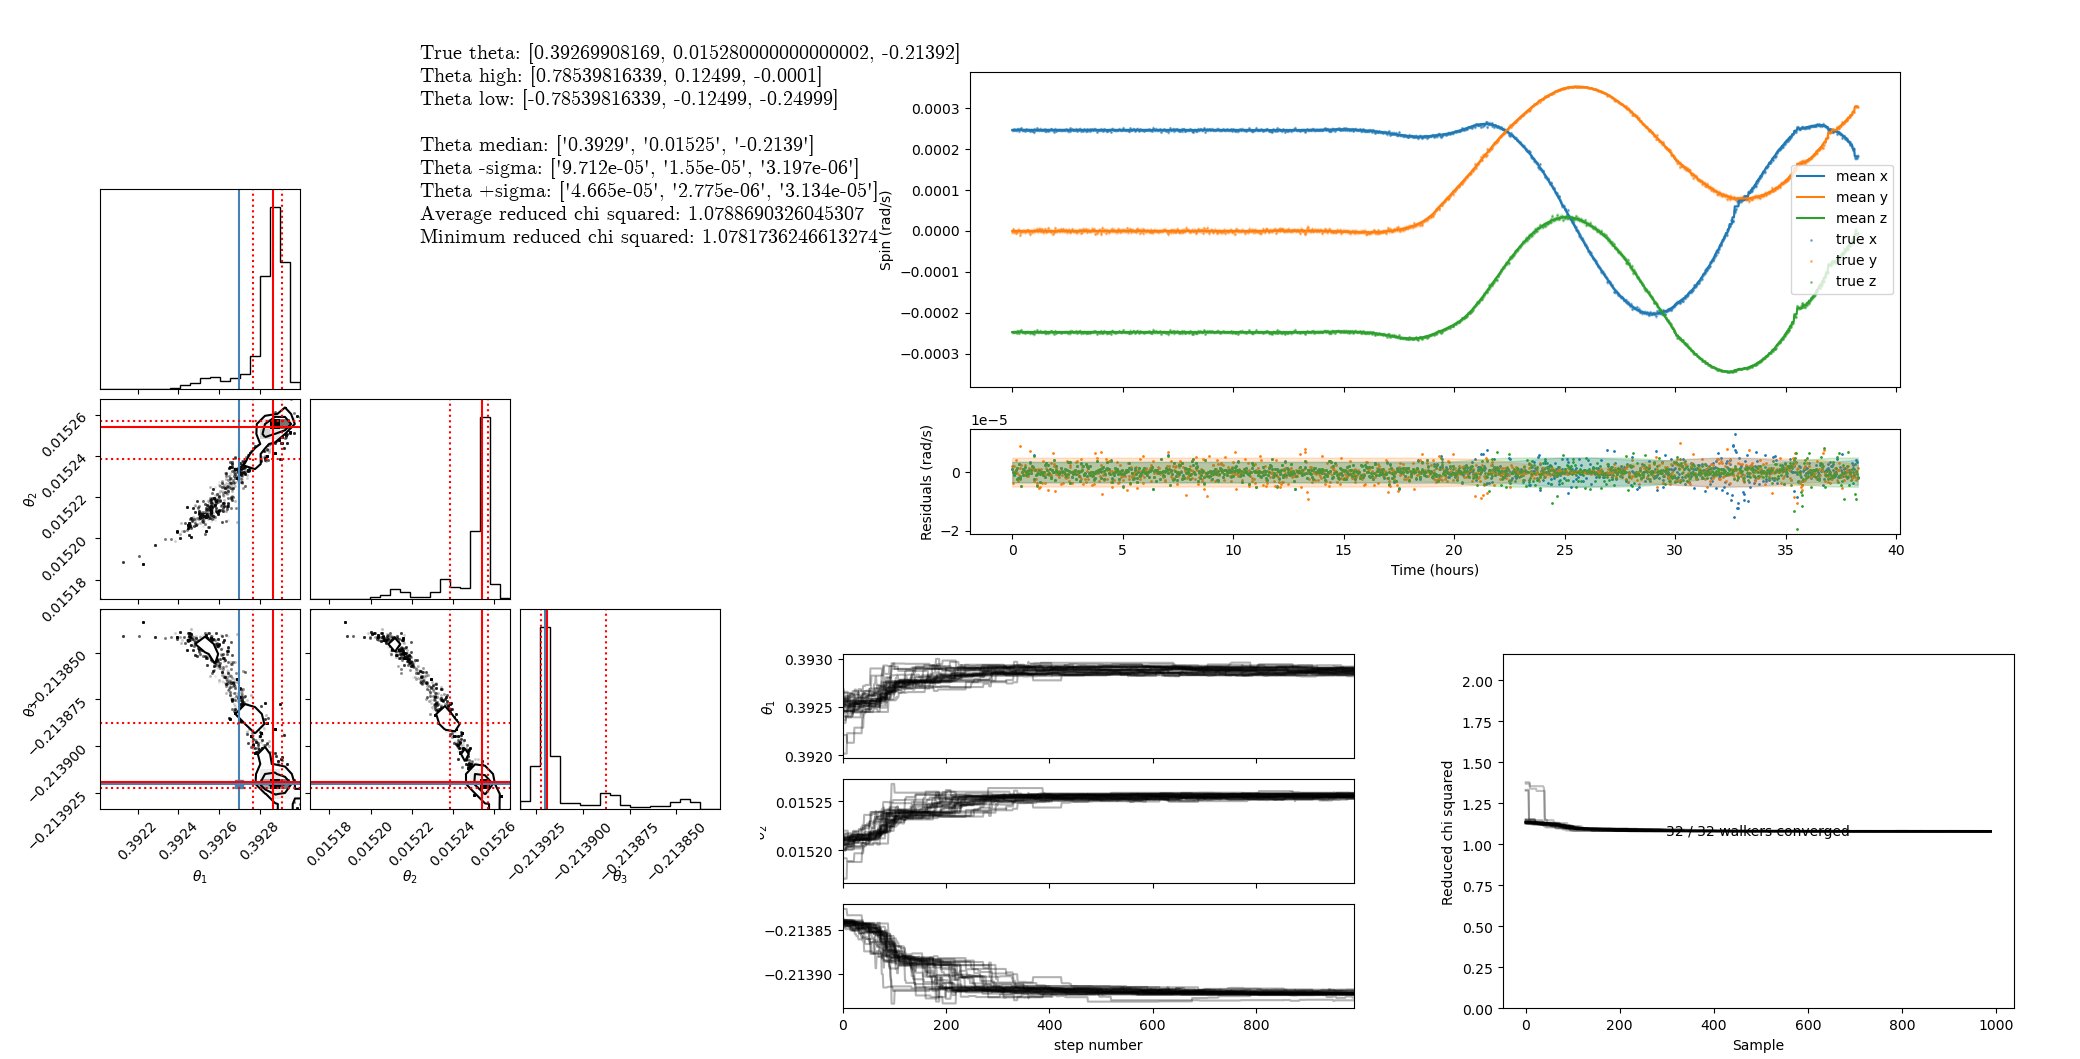 True theta: [0.39269908169, 0.015280000000000002, -0.21392]
Theta high: [0.78539816339, 0.12499, -0.0001]
Theta low: [-0.78539816339, -0.12499, -0.24999]
Theta median: ['0.3929', '0.01525', '-0.2139']
Theta -sigma: ['9.712e-05', '1.55e-05', '3.197e-06']
Theta +sigma: ['4.665e-05', '2.775e-06', '3.134e-05']
Average reduced chi squared: 1.0788690326045307
Minimum reduced chi squared: 1.0781736246613274
0.0003
0.0002
0.0001
0.0000
−0.0001
−0.0002
−0.0003
Spin (rad/s)
mean x
mean y
mean z
true x
true y
true z
1e−5
0
−2
Residuals (rad/s)
0 5 10 15 20 25 30 35 40
Time (hours)
0.01526
0.01524
0.01522
0.01520
0.01518
θ2
−0.213850
−0.213875
−0.213900
−0.213925
θ3
0.3922 0.3924 0.3926 0.3928
θ1
0.01518 0.01520 0.01522 0.01524 0.01526
θ2
−0.213925 −0.213900 −0.213875 −0.213850
θ3
0.3930
0.3925
0.3920
θ1
0.01525
0.01520
−0.21385
−0.21390
0 200 400 600 800
step number
2.00
1.75
1.50
1.25
1.00
0.75
0.50
0.25
0.00
Reduced chi squared
32 / 32 walkers converged
0 200 400 600 800 1000
Sample